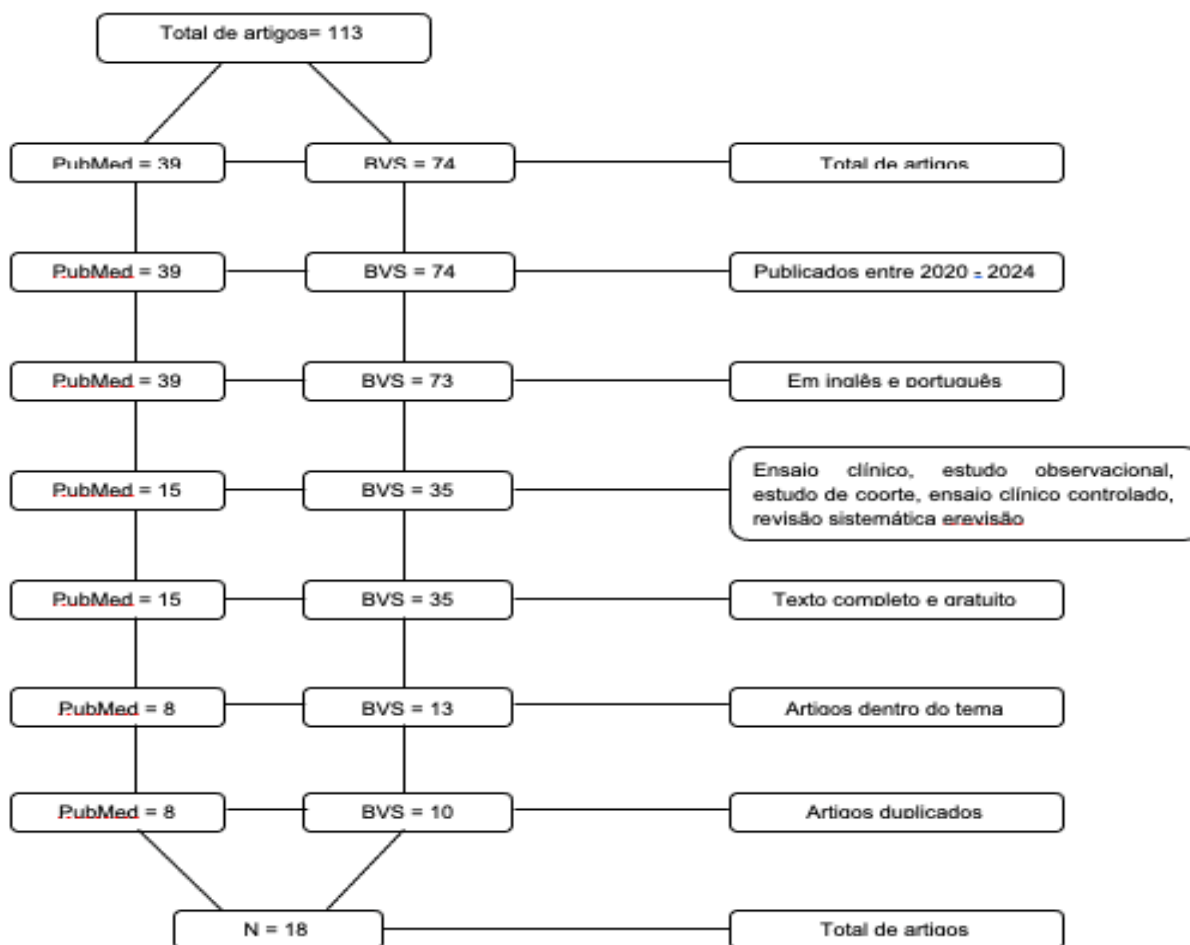 Total de artigos= 113
PubMed = 39
BVS = 74
Total de artigos
PubMed = 39
BVS = 74
Publicados entre 2020 - 2024
PubMed = 39
BVS = 73
Em inglês e português
PubMed = 15
BVS = 35
Ensaio clínico, estudo observacional,
estudo de coorte, ensaio clínico controlado,
revisão sistemática erevisão
PubMed = 15
BVS = 35
Texto completo e gratuito
PubMed = 8
BVS = 13
Artigos dentro do tema
PubMed = 8
BVS = 10
Artigos duplicados
N = 18
Total de artigos